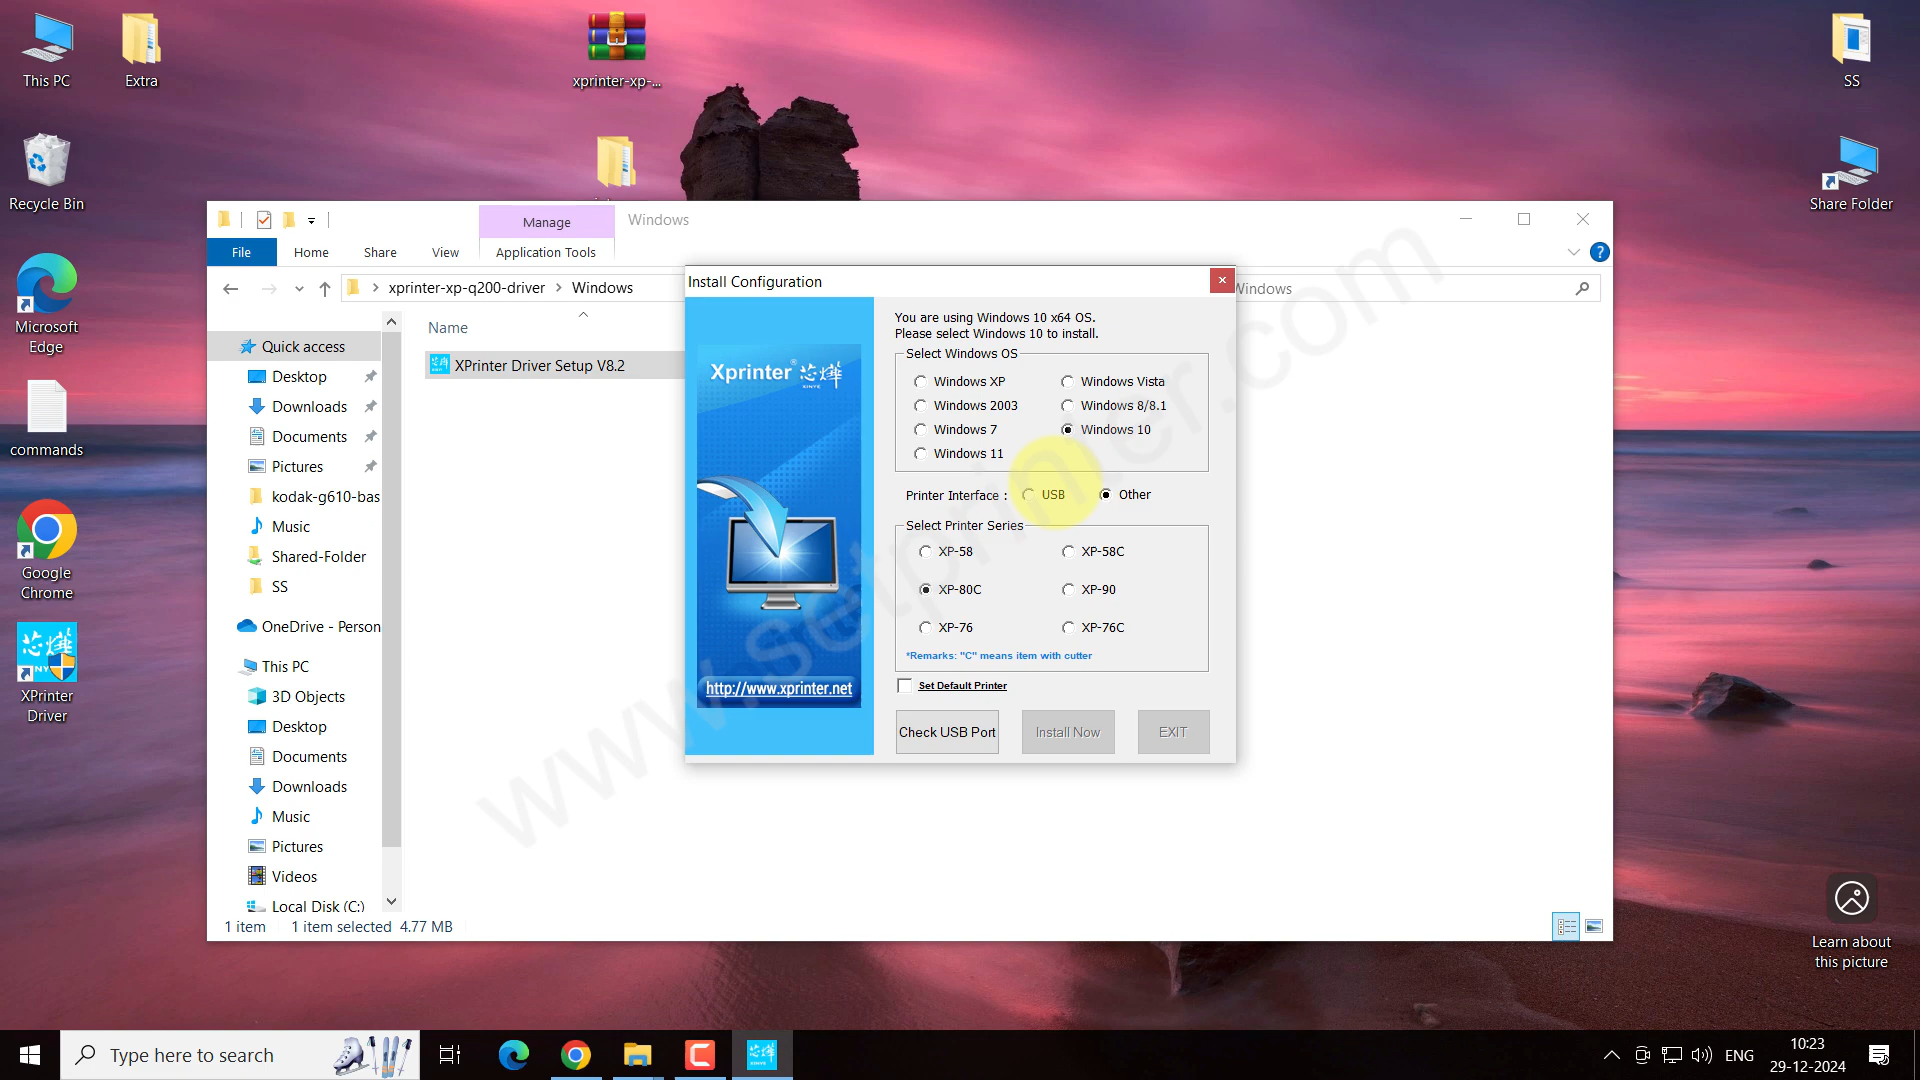 This PC
Extra
xprinter-xp-...
SS
Recycle Bin
Share Folder
Microsoft
Edge
commands
Google
Chrome
XPrinter
Driver
Manage
Windows
File
Home
Share
View
Application Tools
?
xprinter-xp-q200-driver
Windows
Windows
Name
XPrinter Driver Setup V8.2
Quick access
Desktop
Downloads
Documents
Pictures
kodak-g610-bas
Music
Shared-Folder
SS
OneDrive - Person
This PC
3D Objects
Desktop
Documents
Downloads
Music
Pictures
Videos
Local Disk (C:)
1 item
1 item selected 4.77 MB
Install Configuration
Xprinter® 芯烨
XINYE
http://www.xprinter.net
You are using Windows 10 x64 OS.
Please select Windows 10 to install.
Select Windows OS
Windows XP
Windows Vista
Windows 2003
Windows 8/8.1
Windows 7
Windows 10
Windows 11
Printer Interface :
USB
Other
Select Printer Series
XP-58
XP-58C
XP-80C
XP-90
XP-76
XP-76C
*Remarks: "C" means item with cutter
Set Default Printer
Check USB Port
Install Now
EXIT
www.Setprinter.com
Learn about
this picture
Type here to search
芯烨
ENG
10:23
29-12-2024